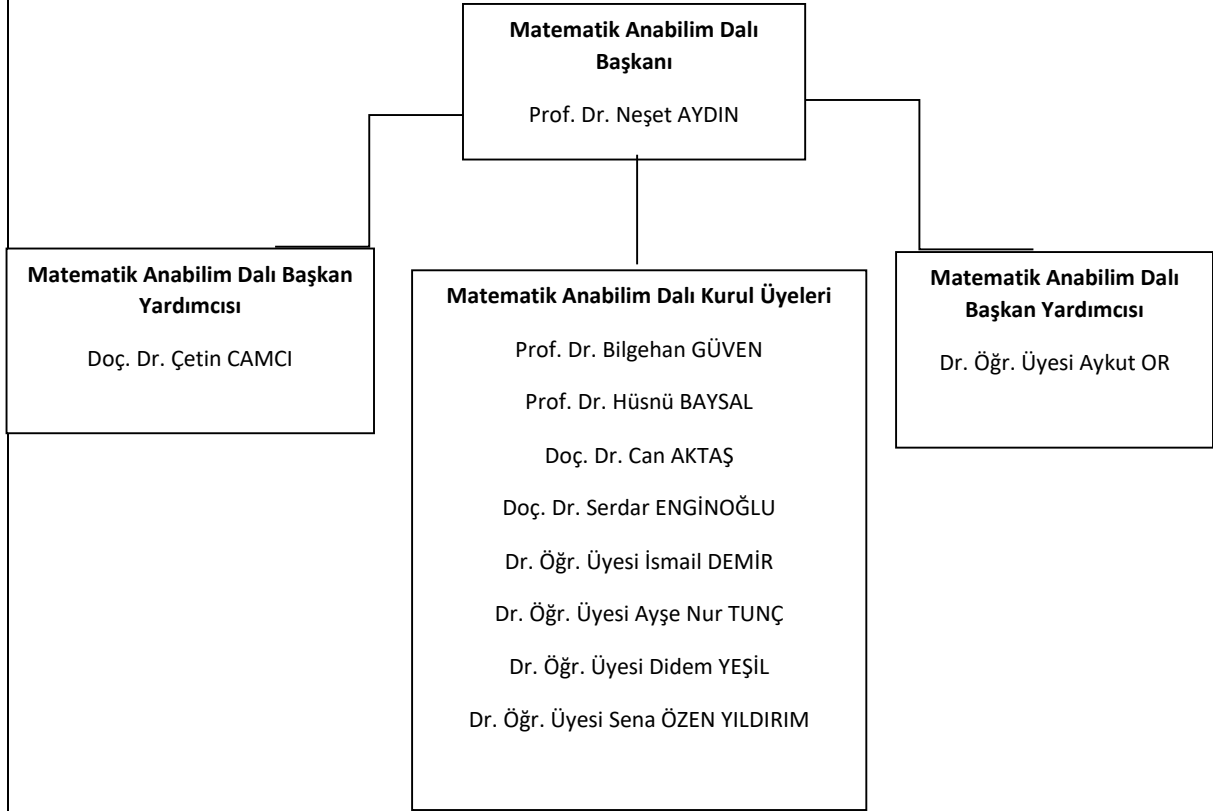 Matematik Anabilim Dalı
Başkanı
Prof. Dr. Neşet AYDIN
Matematik Anabilim Dalı Başkan
Yardımcısı
Doç. Dr. Çetin CAMCI
Matematik Anabilim Dalı Kurul Üyeleri
Prof. Dr. Bilgehan GÜVEN
Prof. Dr. Hüsnü BAYSAL
Doç. Dr. Can AKTAŞ
Doç. Dr. Serdar ENGİNOĞLU
Dr. Öğr. Üyesi İsmail DEMİR
Dr. Öğr. Üyesi Ayşe Nur TUNÇ
Dr. Öğr. Üyesi Didem YEŞİL
Dr. Öğr. Üyesi Sena ÖZEN YILDIRIM
Matematik Anabilim Dalı
Başkan Yardımcısı
Dr. Öğr. Üyesi Aykut OR